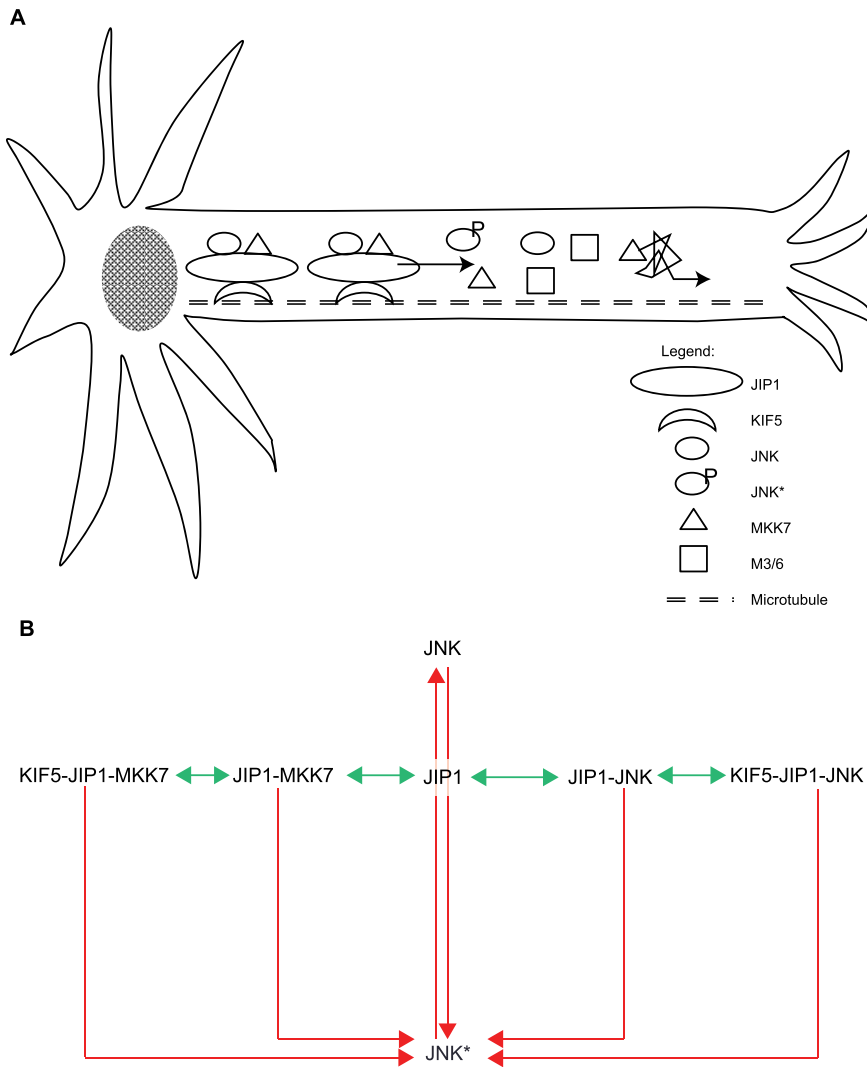 A
P
Legend:
JIP1
KIF5
JNK
P
JNK*
MKK7
M3/6
Microtubule
B
JNK
KIF5-JIP1-MKK7 JIP1-MKK7 JIP1 JIP1-JNK KIF5-JIP1-JNK
JNK*